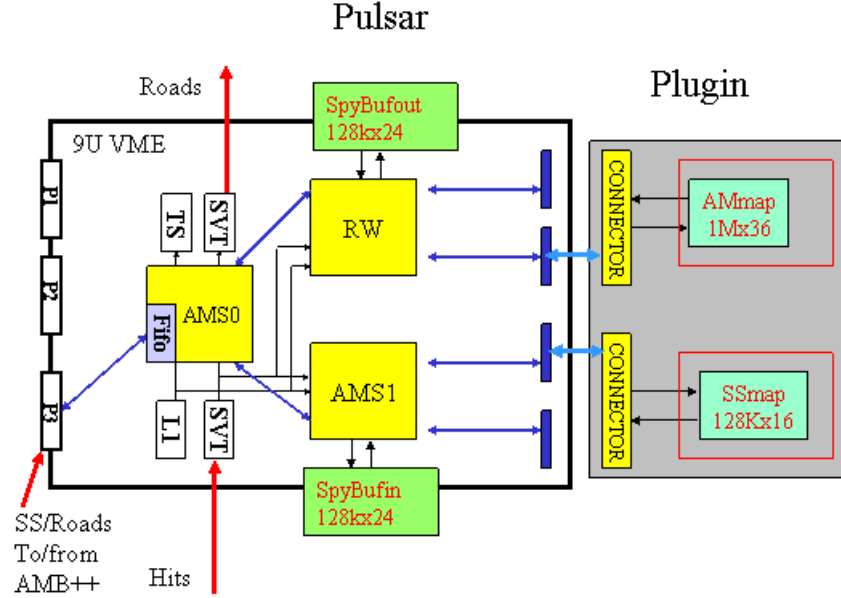 Pulsar
Plugin
Roads
SpyBufout
128kx24
9U VME
P1
P2
P3
TS
SVT
RW
AMS0
Fifo
L1
SVT
AMS1
SpyBufin
128kx24
CONNECTOR
AMmap
1Mx36
CONNECTOR
SSmap
128Kx16
SS/Roads
To/from
AMB++
Hits